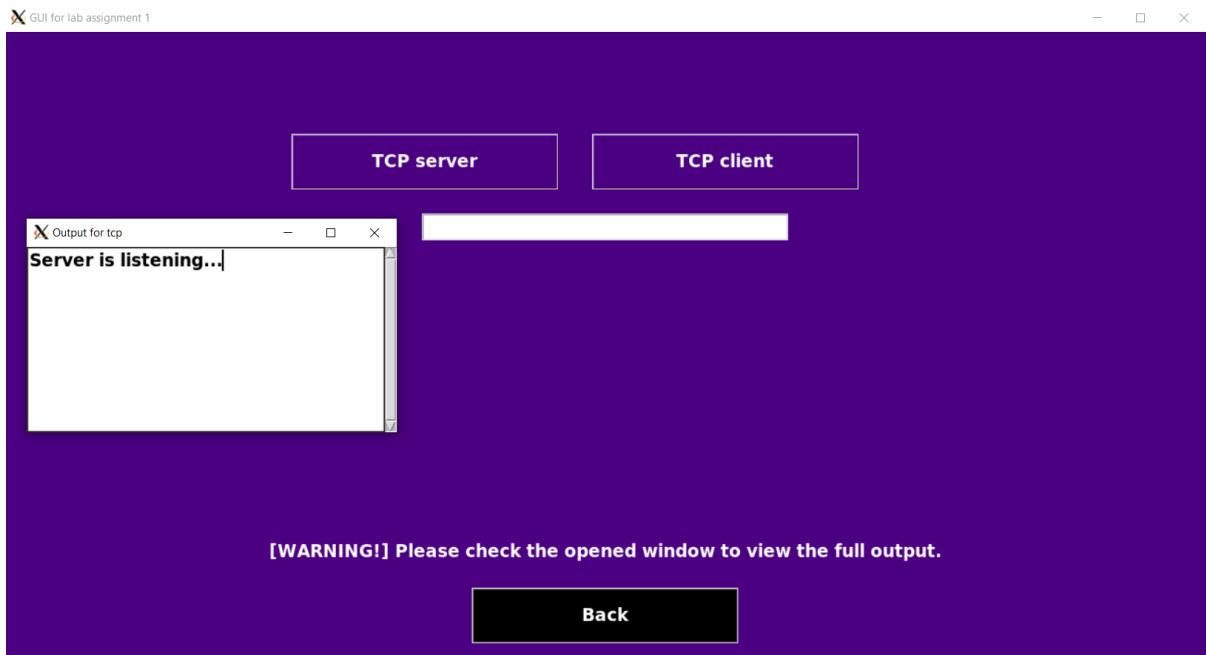 GUI for lab assignment 1
TCP server
TCP client
Output for tcp
Server is listening...
[WARNING!] Please check the opened window to view the full output.
Back